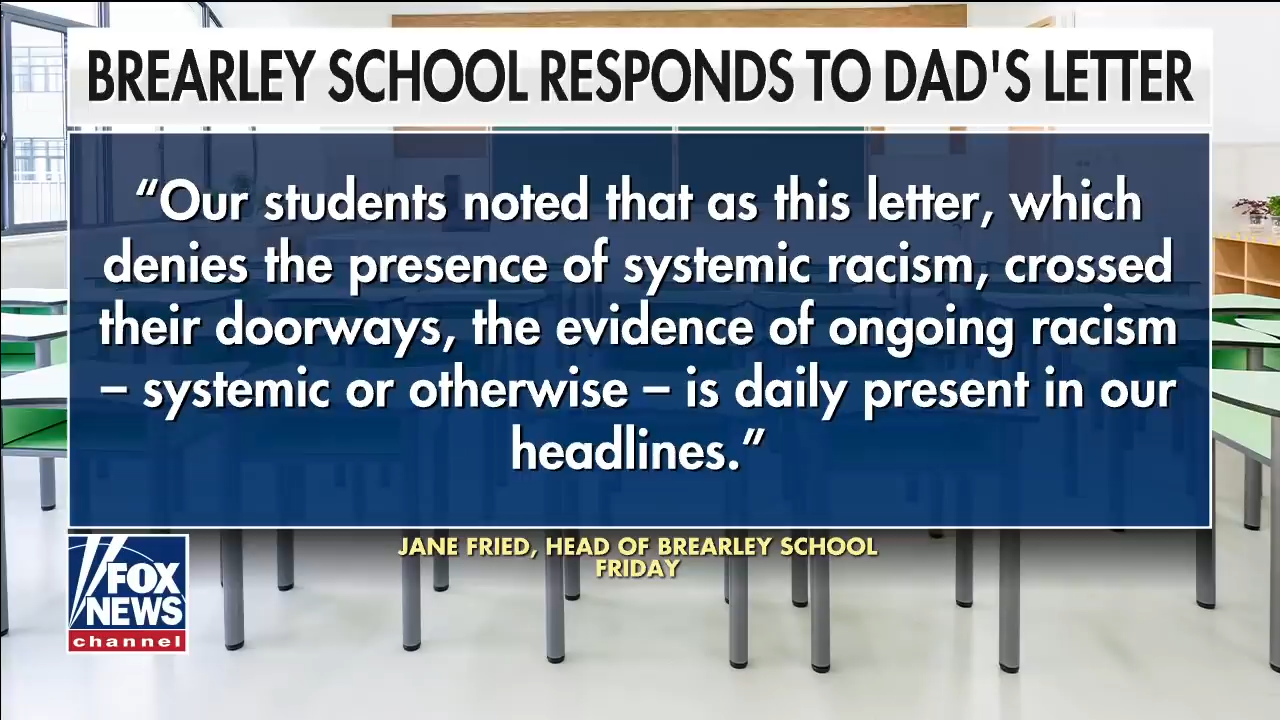 BREARLEY SCHOOL RESPONDS TO DAD'S LETTER
“Our students noted that as this letter, which
denies the presence of systemic racism, crossed
their doorways, the evidence of ongoing racism
– systemic or otherwise – is daily present in our
headlines.”
JANE FRIED, HEAD OF BREARLEY SCHOOL
FRIDAY
FOX
NEWS
channel